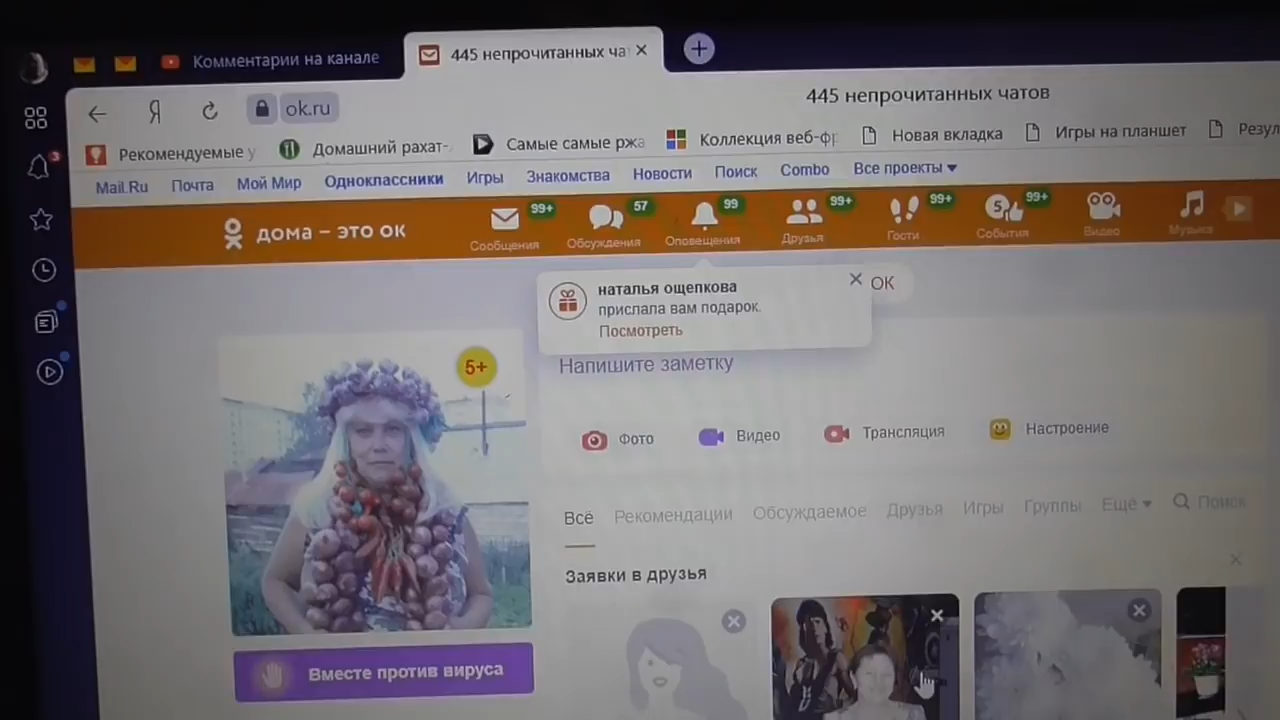 Комментарии на канале
445 непрочитанных ча
ok.ru
445 непрочитанных чатов
3
Рекомендуемые у
Домашний рахат-
Самые самые ржа
Коллекция веб-фр
Новая вкладка
Игры на планшет
Резул
Mail.Ru Почта Мой Мир Одноклассники Игры Знакомства Новости Поиск Combo Все проекты
дома – это ок
99+ 57 99 99+ 99+ 5 99+
Сообщения Обсуждения Оповещения Друзья Гости События Видео Музыка
наталья ощепкова
прислала вам подарок.
Посмотреть
ОК
5+
Напишите заметку
Фото Видео Трансляция Настроение
Всё Рекомендации Обсуждаемое Друзья Игры Группы Ещё Поиск
Заявки в друзья
Вместе против вируса